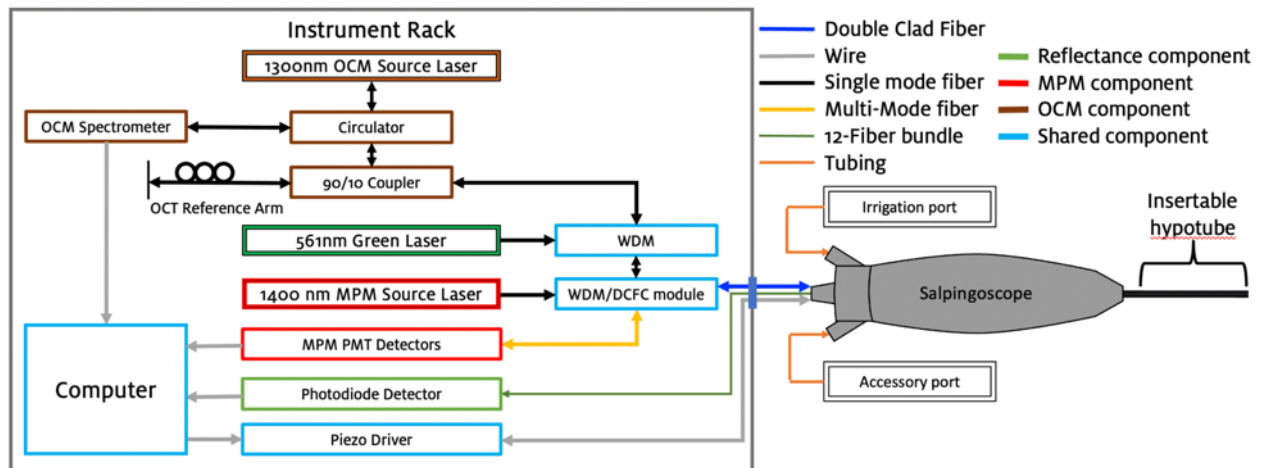 Instrument Rack
1300nm OCM Source Laser
OCM Spectrometer
Circulator
90/10 Coupler
OCT Reference Arm
561nm Green Laser
WDM
1400 nm MPM Source Laser
WDM/DCFC module
MPM PMT Detectors
Computer
Photodiode Detector
Piezo Driver
Double Clad Fiber
Wire
Single mode fiber
Multi-Mode fiber
12-Fiber bundle
Tubing
Reflectance component
MPM component
OCM component
Shared component
Irrigation port
Insertable
hypotube
Salpingoscope
Accessory port